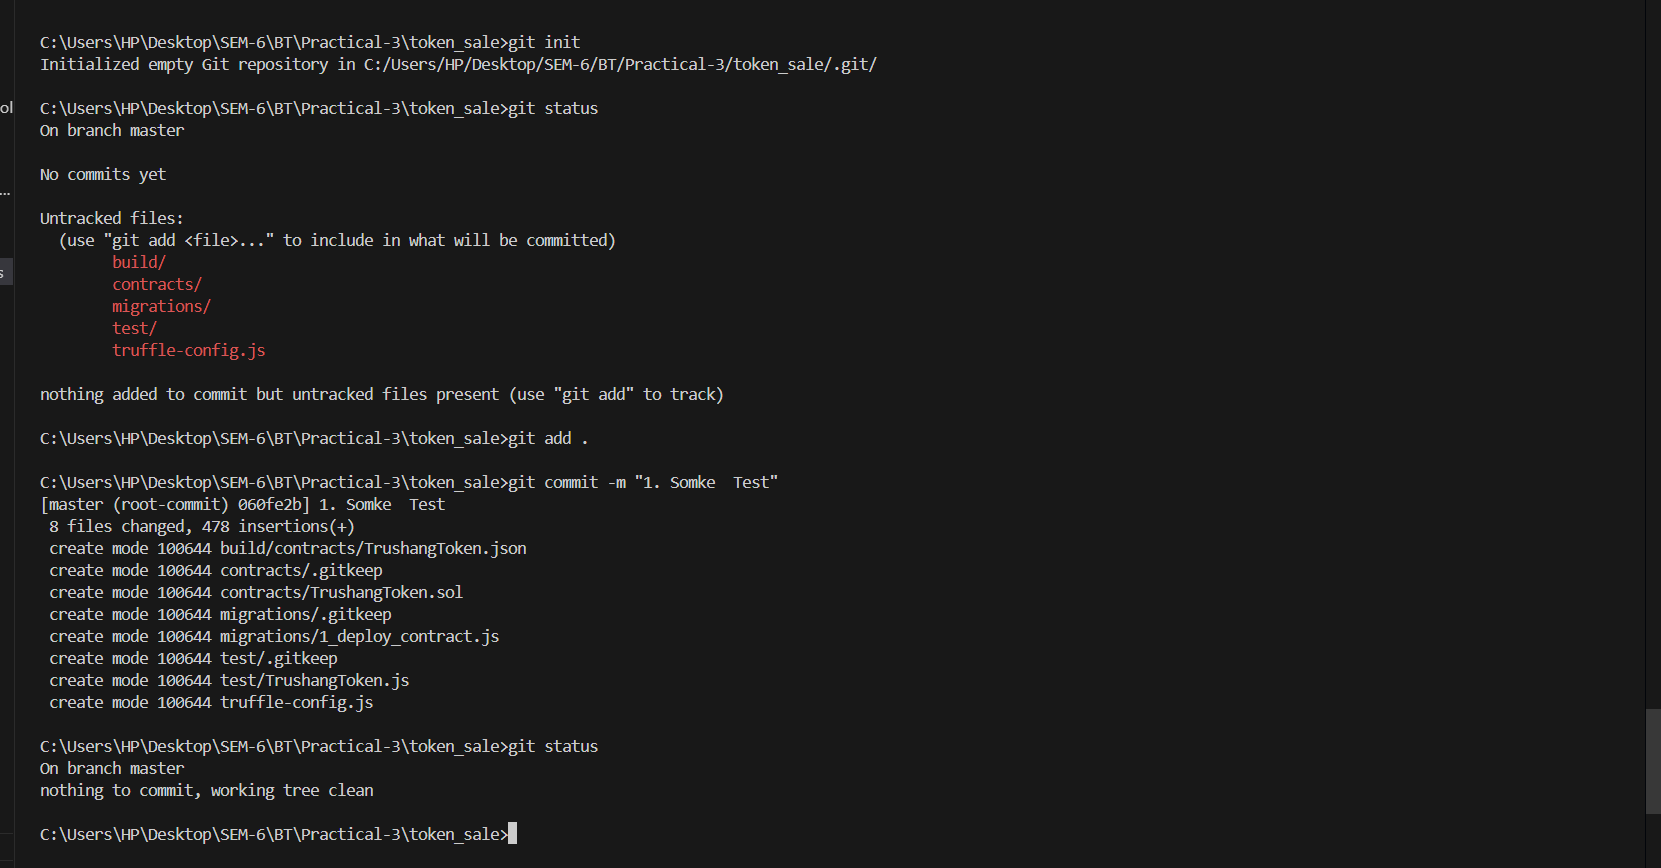 C:\Users\HP\Desktop\SEM-6\BT\Practical-3\token_sale>git init
Initialized empty Git repository in C:/Users/HP/Desktop/SEM-6/BT/Practical-3/token_sale/.git/
ol
C:\Users\HP\Desktop\SEM-6\BT\Practical-3\token_sale>git status
On branch master
No commits yet
...
Untracked files:
  (use "git add <file>..." to include in what will be committed)
        build/
s
        contracts/
        migrations/
        test/
        truffle-config.js
nothing added to commit but untracked files present (use "git add" to track)
C:\Users\HP\Desktop\SEM-6\BT\Practical-3\token_sale>git add .
C:\Users\HP\Desktop\SEM-6\BT\Practical-3\token_sale>git commit -m "1. Somke  Test"
[master (root-commit) 060fe2b] 1. Somke  Test
 8 files changed, 478 insertions(+)
 create mode 100644 build/contracts/TrushangToken.json
 create mode 100644 contracts/.gitkeep
 create mode 100644 contracts/TrushangToken.sol
 create mode 100644 migrations/.gitkeep
 create mode 100644 migrations/1_deploy_contract.js
 create mode 100644 test/.gitkeep
 create mode 100644 test/TrushangToken.js
 create mode 100644 truffle-config.js
C:\Users\HP\Desktop\SEM-6\BT\Practical-3\token_sale>git status
On branch master
nothing to commit, working tree clean
C:\Users\HP\Desktop\SEM-6\BT\Practical-3\token_sale>